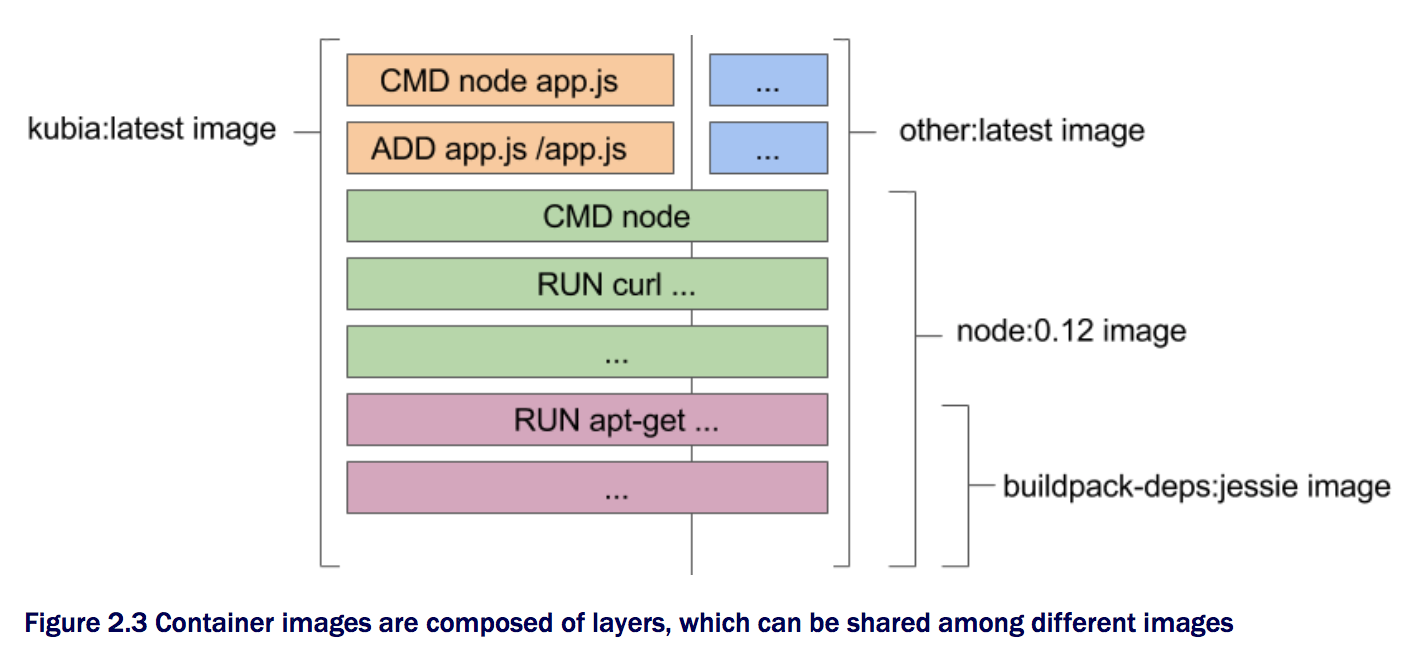 CMD node app.js
...
kubia:latest image
other:latest image
ADD app.js /app.js
...
CMD node
RUN curl ...
...
node:0.12 image
RUN apt-get ...
...
buildpack-deps:jessie image
Figure 2.3 Container images are composed of layers, which can be shared among different images